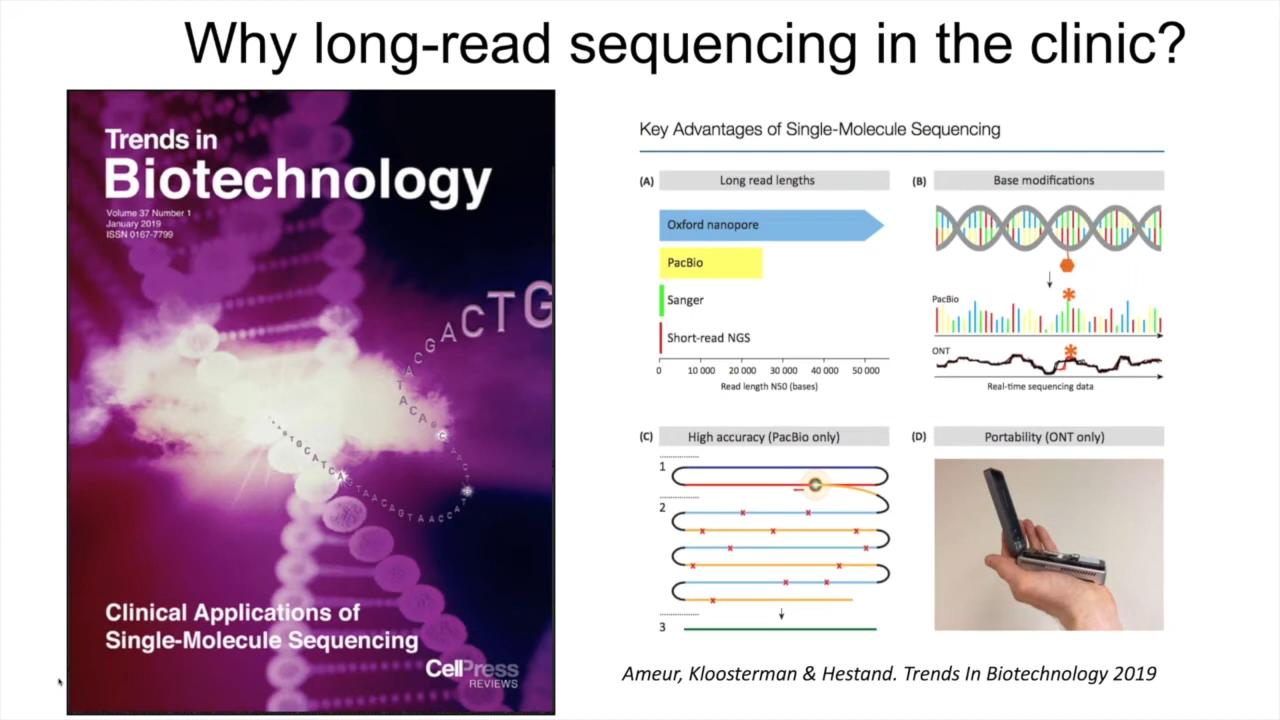 Why long-read sequencing in the clinic?
Trends in
Biotechnology
Volume 37 Number 1
January 2019
ISSN 0167-7799
Clinical Applications of
Single-Molecule Sequencing
CellPress
REVIEWS
Key Advantages of Single-Molecule Sequencing
(A) Long read lengths
Oxford nanopore
PacBio
Sanger
Short-read NGS
0 10 000 20 000 30 000 40 000 50 000
Read length N50 (bases)
(B) Base modifications
PacBio
ONT
Real-time sequencing data
(C) High accuracy (PacBio only)
1
2
3
(D) Portability (ONT only)
Ameur, Kloosterman & Hestand. Trends In Biotechnology 2019